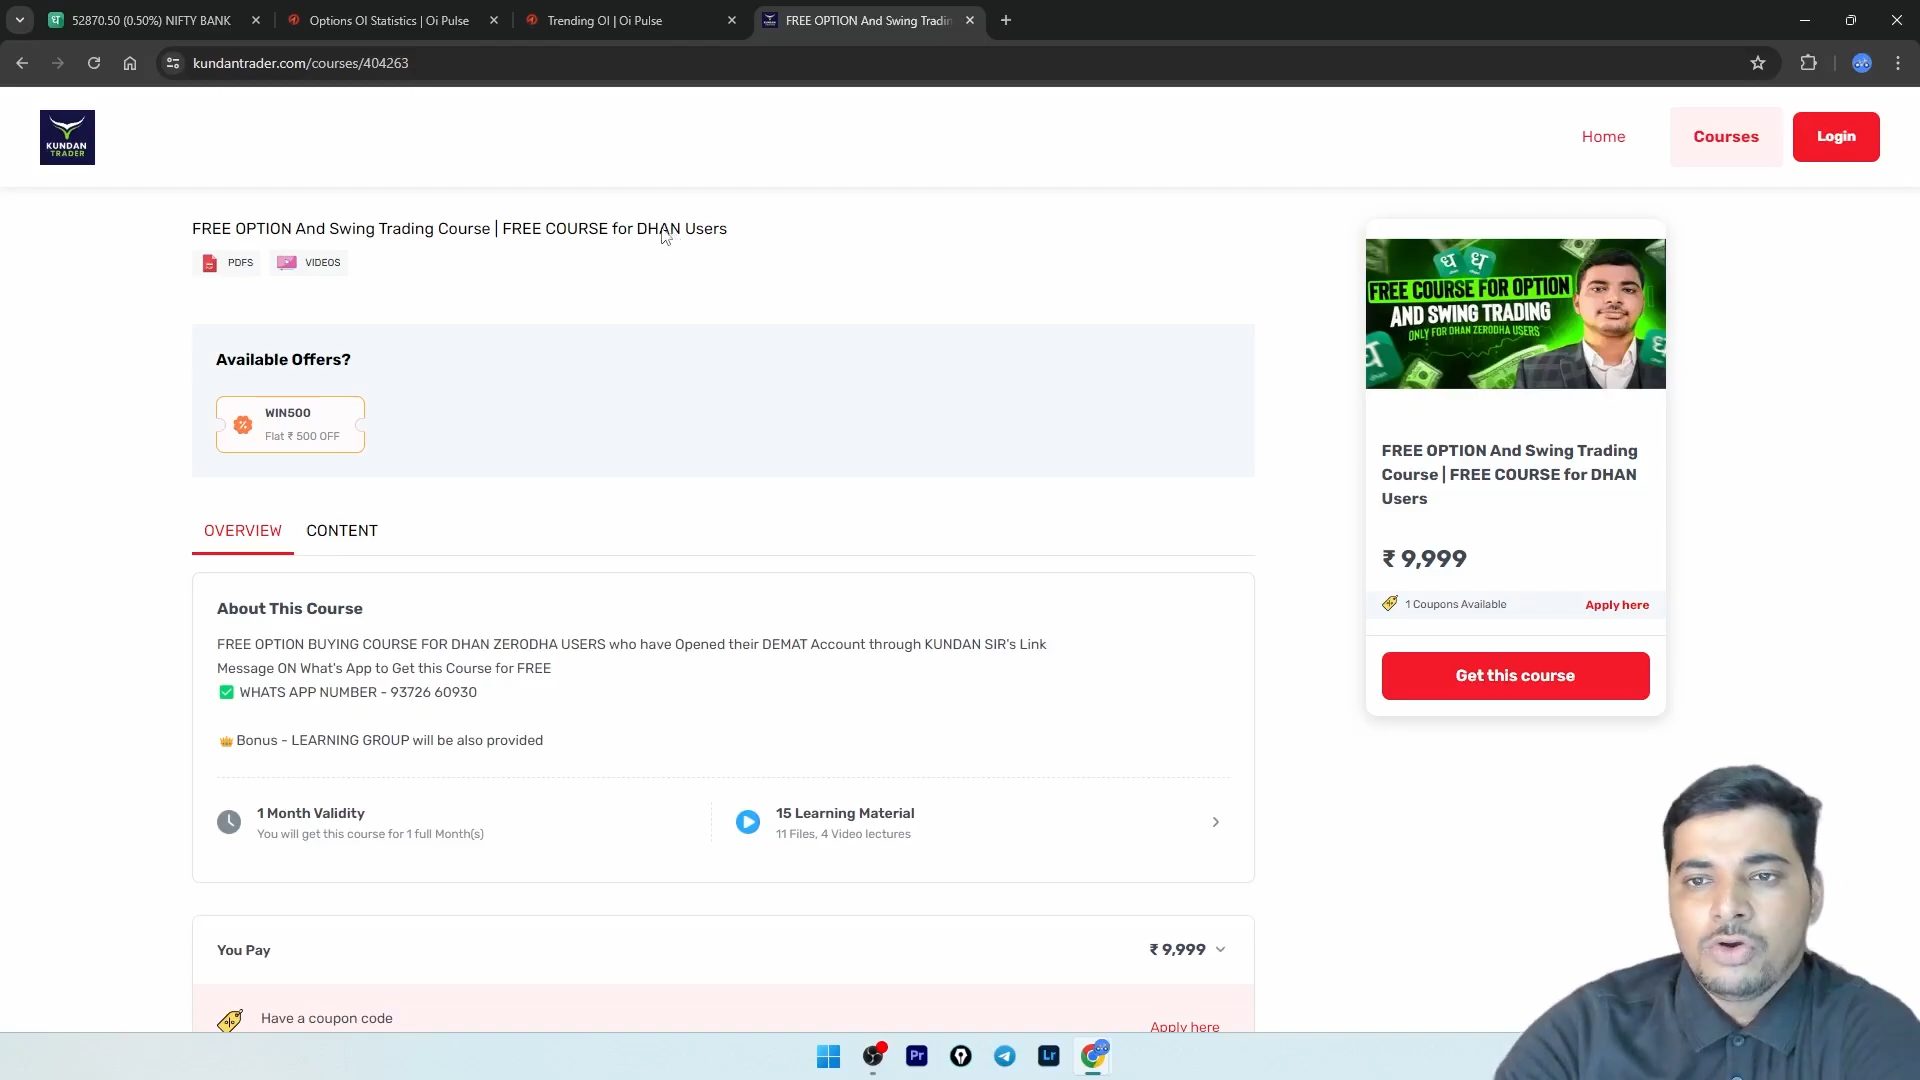 52870.50 (0.50%) NIFTY BANK
Options OI Statistics | Oi Pulse
Trending OI | Oi Pulse
FREE OPTION And Swing Tradin
kundantrader.com/courses/404263
KUNDAN
TRADER
Home
Courses
Login
FREE OPTION And Swing Trading Course | FREE COURSE for DHAN Users
PDFS
VIDEOS
Available Offers?
WIN500
Flat ₹ 500 OFF
OVERVIEW
CONTENT
About This Course
FREE OPTION BUYING COURSE FOR DHAN ZERODHA USERS who have Opened their DEMAT Account through KUNDAN SIR's Link
Message ON What's App to Get this Course for FREE
✅ WHATS APP NUMBER - 93726 60930
👑 Bonus - LEARNING GROUP will be also provided
1 Month Validity
You will get this course for 1 full Month(s)
15 Learning Material
11 Files, 4 Video lectures
You Pay
₹ 9,999
Have a coupon code
Apply here
FREE COURSE FOR OPTION
AND SWING TRADING
ONLY FOR DHAN ZERODHA USERS
FREE OPTION And Swing Trading
Course | FREE COURSE for DHAN
Users
₹ 9,999
1 Coupons Available
Apply here
Get this course
Pr
Lr